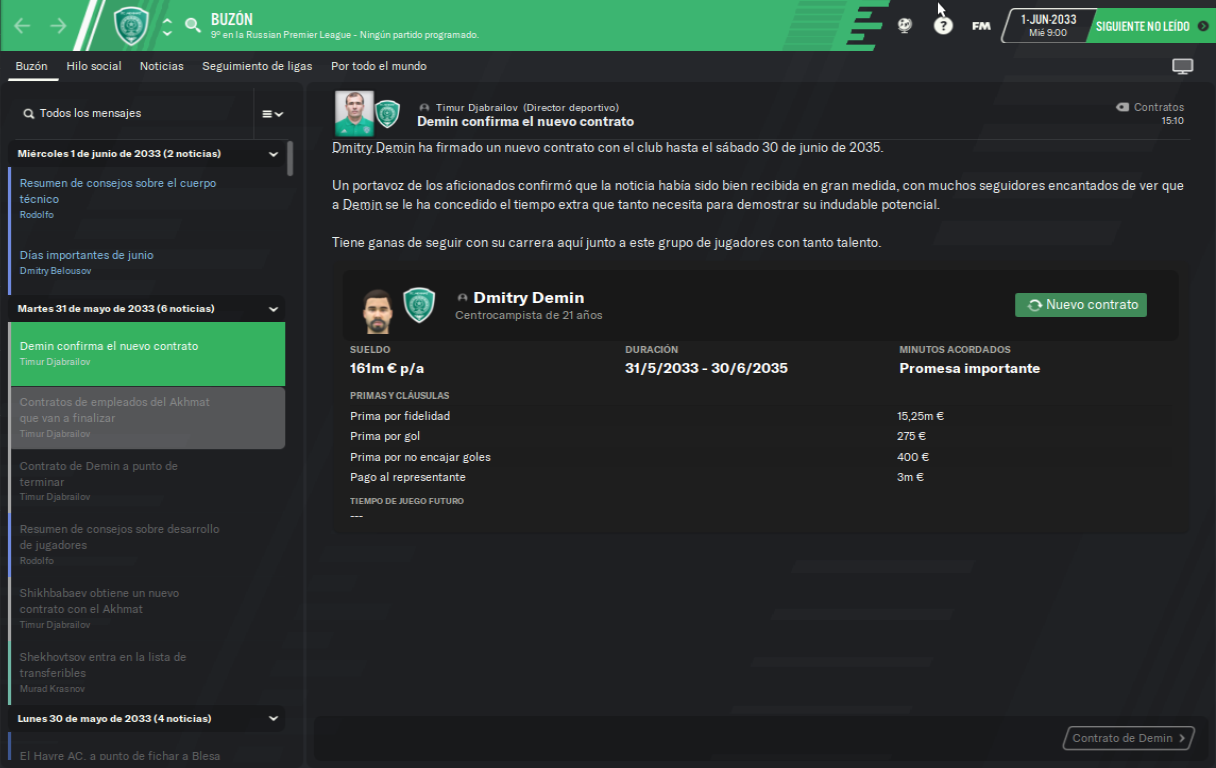 BUZÓN
9º en la Russian Premier League - Ningún partido programado.
?
FM
1-JUN-2033
Mié 9:00
SIGUIENTE NO LEÍDO
Buzón
Hilo social
Noticias
Seguimiento de ligas
Por todo el mundo
Todos los mensajes
Miércoles 1 de junio de 2033 (2 noticias)
Resumen de consejos sobre el cuerpo
técnico
Rodolfo
Días importantes de junio
Dmitry Belousov
Martes 31 de mayo de 2033 (6 noticias)
Demin confirma el nuevo contrato
Timur Djabrailov
Contratos de empleados del Akhmat
que van a finalizar
Timur Djabrailov
Contrato de Demin a punto de
terminar
Timur Djabrailov
Resumen de consejos sobre desarrollo
de jugadores
Rodolfo
Shikhbabaev obtiene un nuevo
contrato con el Akhmat
Timur Djabrailov
Shekhovtsov entra en la lista de
transferibles
Murad Krasnov
Lunes 30 de mayo de 2033 (4 noticias)
El Havre AC, a punto de fichar a Blesa
Timur Djabrailov (Director deportivo)
Demin confirma el nuevo contrato
Contratos
15:10
Dmitry Demin ha firmado un nuevo contrato con el club hasta el sábado 30 de junio de 2035.
Un portavoz de los aficionados confirmó que la noticia había sido bien recibida en gran medida, con muchos seguidores encantados de ver que
a Demin se le ha concedido el tiempo extra que tanto necesita para demostrar su indudable potencial.
Tiene ganas de seguir con su carrera aquí junto a este grupo de jugadores con tanto talento.
Dmitry Demin
Centrocampista de 21 años
Nuevo contrato
SUELDO
DURACIÓN
MINUTOS ACORDADOS
161m € p/a
31/5/2033 - 30/6/2035
Promesa importante
PRIMAS Y CLÁUSULAS
Prima por fidelidad
15,25m €
Prima por gol
275 €
Prima por no encajar goles
400 €
Pago al representante
3m €
TIEMPO DE JUEGO FUTURO
---
Contrato de Demin